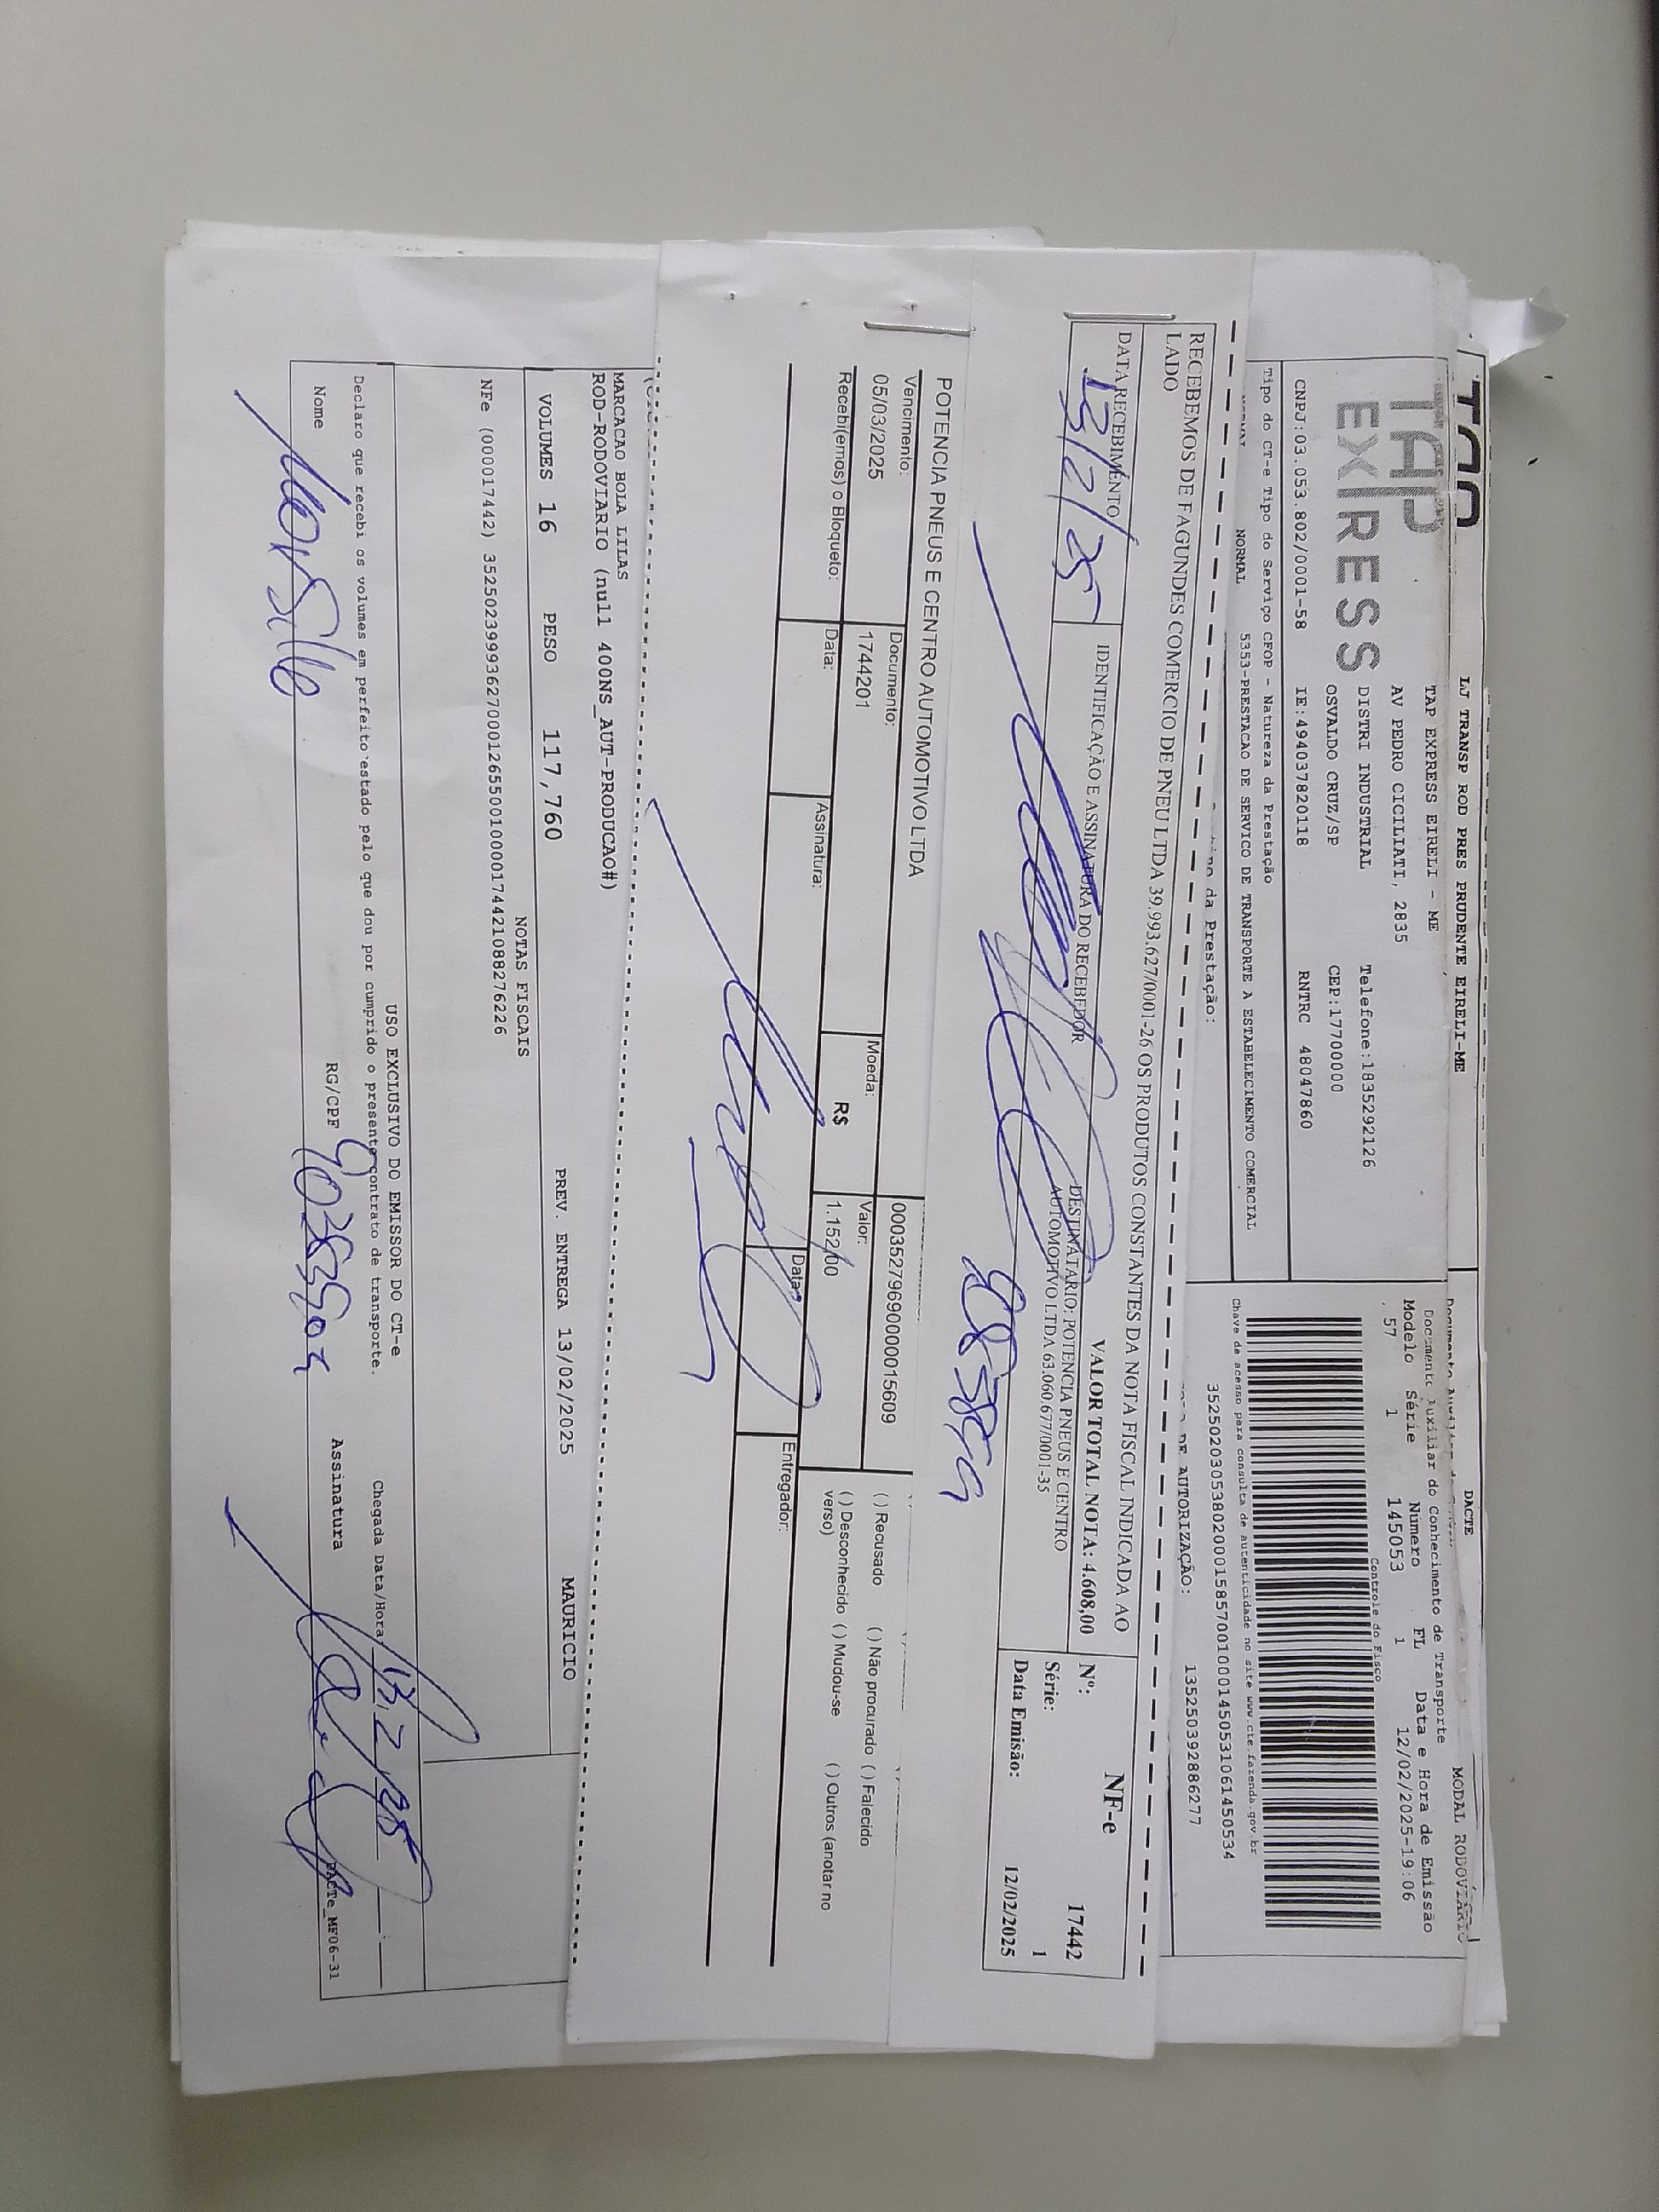 LJ TRANSP ROD PRES PRUDENTE EIRELI-ME
DACTE
MODAL RODOVIÁRIO
TAP EXPRESS
TAP EXPRESS EIRELI - ME
AV PEDRO CICILIATI, 2835
DISTRI INDUSTRIAL Telefone:1835292126
OSVALDO CRUZ/SP CEP:17700000
CNPJ:03.053.802/0001-58 IE:494037820118 RNTRC 48047860
Documento Auxiliar do Conhecimento de Transporte
Modelo Série Número FL Data e Hora de Emissão
57 1 145053 1 12/02/2025-19:06
Controle do Fisco
Chave de acesso para consulta de autenticidade no site www.cte.fazenda.gov.br
35250203053802000158570010001450531061450534
Tipo do CT-e Tipo do Serviço CFOP - Natureza da Prestação
NORMAL 5353-PRESTACAO DE SERVICO DE TRANSPORTE A ESTABELECIMENTO COMERCIAL
da Prestação:
DE AUTORIZAÇÃO:
135250392886277
RECEBEMOS DE FAGUNDES COMERCIO DE PNEU LTDA 39.993.627/0001-26 OS PRODUTOS CONSTANTES DA NOTA FISCAL INDICADA AO
LADO
VALOR TOTAL NOTA: 4.608,00
DATA RECEBIMENTO
13/2/25
IDENTIFICAÇÃO E ASSINATURA DO RECEBEDOR
DESTINATARIO: POTENCIA PNEUS E CENTRO
AUTOMOTIVO LTDA 63.060.677/0001-35
NF-e
Nº: 17442
Série: 1
Data Emissão: 12/02/2025
POTENCIA PNEUS E CENTRO AUTOMOTIVO LTDA
00035279690000015609
Vencimento: Documento: Moeda: Valor:
05/03/2025 1744201 R$ 1.152,00
Recebi(emos) o Bloqueto: Data: Assinatura: Data: Entregador:
( ) Recusado ( ) Não procurado ( ) Falecido
( ) Desconhecido ( ) Mudou-se ( ) Outros (anotar no
verso)
MARCACAO BOLA LILAS
ROD-RODOVIARIO (null 400NS_AUT-PRODUCAO#)
VOLUMES 16 PESO 117,760 PREV. ENTREGA 13/02/2025 MAURICIO
NOTAS FISCAIS
NFe (000017442) 35250239993627000126550010000174421088276226
USO EXCLUSIVO DO EMISSOR DO CT-e
Declaro que recebi os volumes em perfeito estado pelo que dou por cumprido o presente contrato de transporte.
Chegada Data/Hora 13/2/25
Nome RG/CPF Assinatura
DACTe_MF06-31